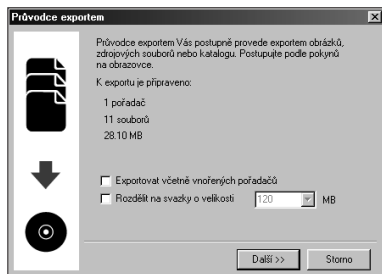 Průvodce exportem
Průvodce exportem Vás postupně provede exportem obrázků,
zdrojových souborů nebo katalogu. Postupujte podle pokynů
na obrazovce.
K exportu je připraveno:
1 pořadač
11 souborů
28.10 MB
Exportovat včetně vnořených pořadačů
Rozdělit na svazky o velikosti 120 MB
Další >> Storno